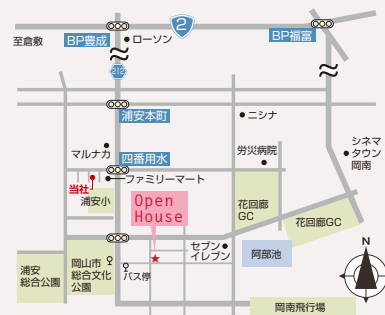 2
至倉敷
BP豊成
ローソン
BP福富
212
浦安本町
ニシナ
マルナカ
四番用水
労災病院
シネマ
タウン
岡南
当社
ファミリーマート
浦安小
Open
House
花回廊
GC
花回廊GC
セブン
イレブン
阿部池
N
浦安
総合公園
岡山市
総合文化
公園
バス停
岡南飛行場